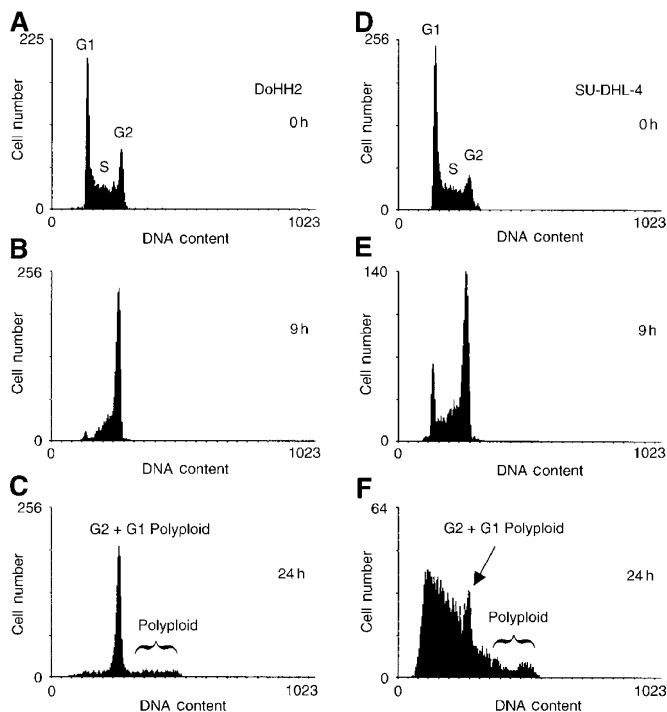 A
225
G1
DoHH2
0 h
G2
S
Cell number
0
0
1023
DNA content
B
256
9 h
Cell number
0
0
1023
DNA content
C
256
G2 + G1 Polyploid
24 h
Polyploid
Cell number
0
0
1023
DNA content
D
256
G1
SU-DHL-4
0 h
G2
S
Cell number
0
0
1023
DNA content
E
140
9 h
Cell number
0
0
1023
DNA content
F
64
G2 + G1 Polyploid
24 h
Polyploid
Cell number
0
0
1023
DNA content